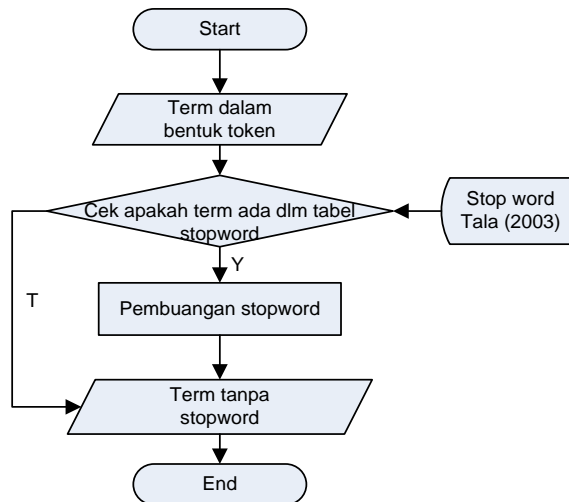 Start
Term dalam
bentuk token
Cek apakah term ada dlm tabel
stopword
Stop word
Tala (2003)
Y
T
Pembuangan stopword
Term tanpa
stopword
End